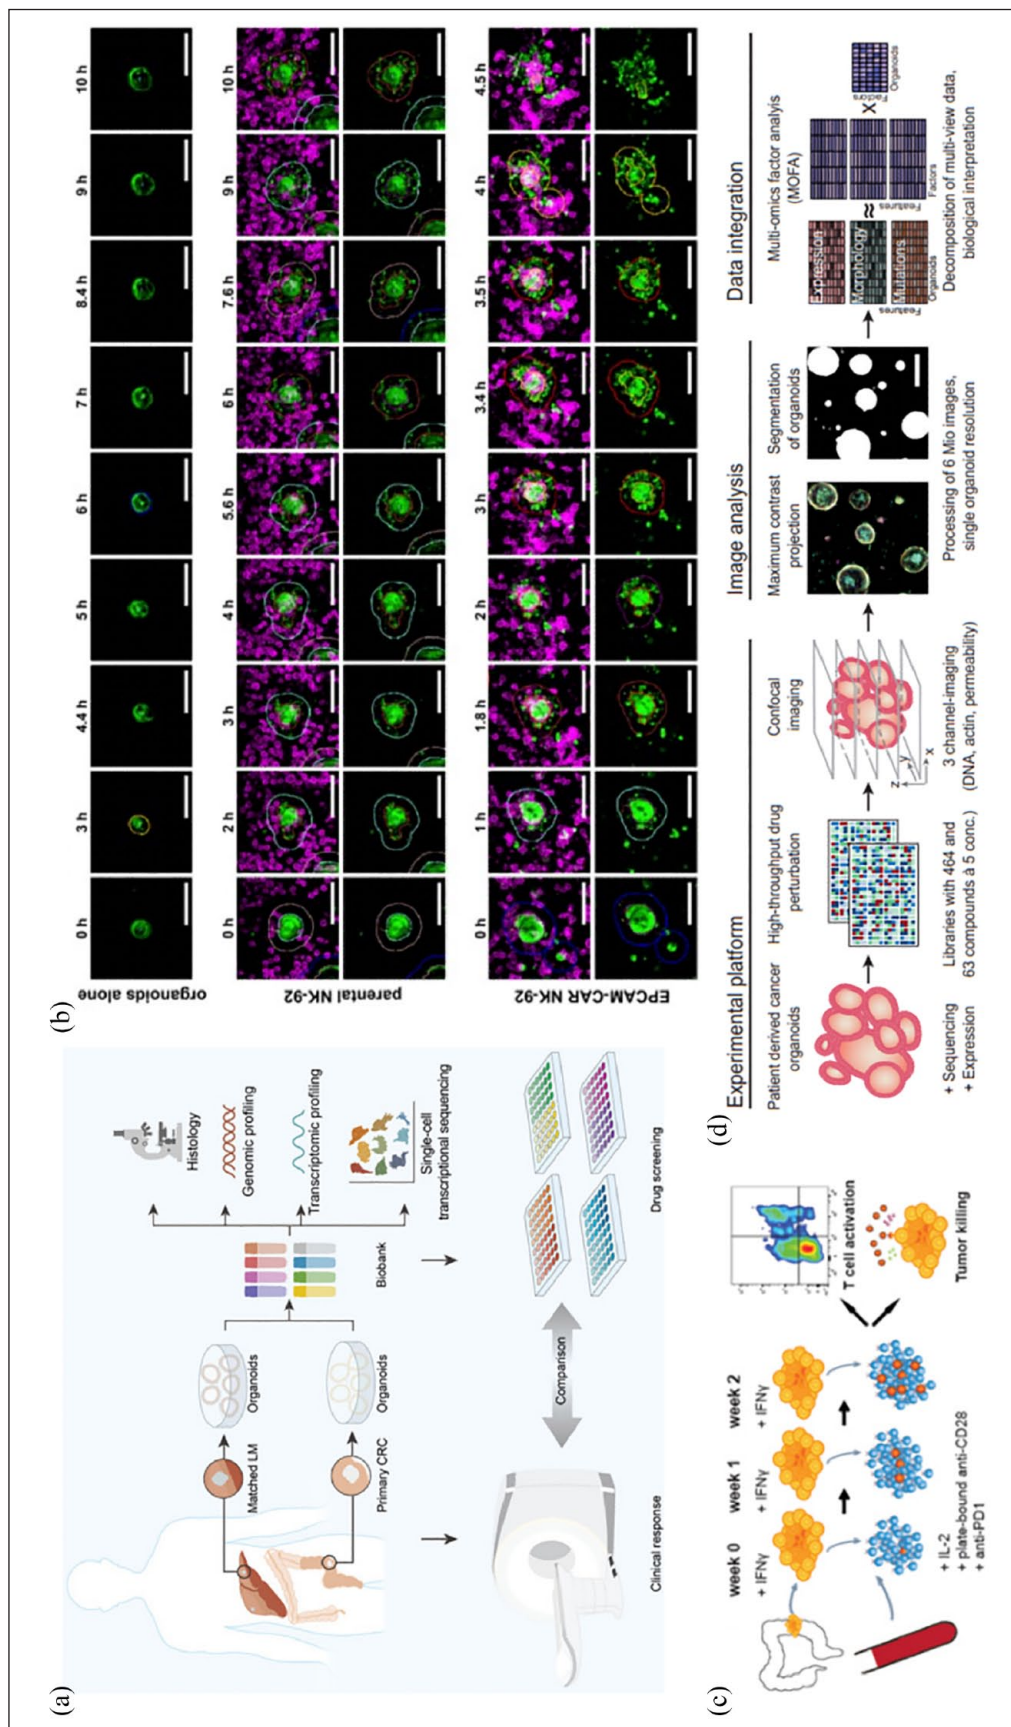 (a)
Matched LM
Primary CRC
Organoids
Organoids
Biobank
Histology
Genomic profiling
Transcriptomic profiling
Single-cell
transcriptional sequencing
Clinical response
Comparison
Drug screening
(b)
organoids alone
0 h 3 h 4.4 h 5 h 6 h 7 h 8.4 h 9 h 10 h
parental NK-92
0 h 2 h 3 h 4 h 5.6 h 6 h 7.6 h 9 h 10 h
EPCAM-CAR NK-92
0 h 1 h 1.8 h 2 h 3 h 3.4 h 3.5 h 4 h 4.5 h
(c)
week 0 week 1 week 2
+ IFNγ + IFNγ + IFNγ
+ IL-2
+ plate-bound anti-CD28
+ anti-PD1
T cell activation
Tumor killing
(d)
Experimental platform
Patient derived cancer
organoids
+ Sequencing
+ Expression
High-throughput drug
perturbation
Libraries with 464 and
63 compounds à 5 conc.
Confocal
imaging
z
y
x
3 channel-imaging
(DNA, actin, permeability)
Image analysis
Maximum contrast
projection
Segmentation
of organoids
Processing of 6 Mio images,
single organoid resolution
Data integration
Multi-omics factor analyis
(MOFA)
Expression
Morphology
Mutations
Organoids
Features
Features
≈
Features
Factors
X
Factors
Organoids
Decomposition of multi-view data,
biological interpretation